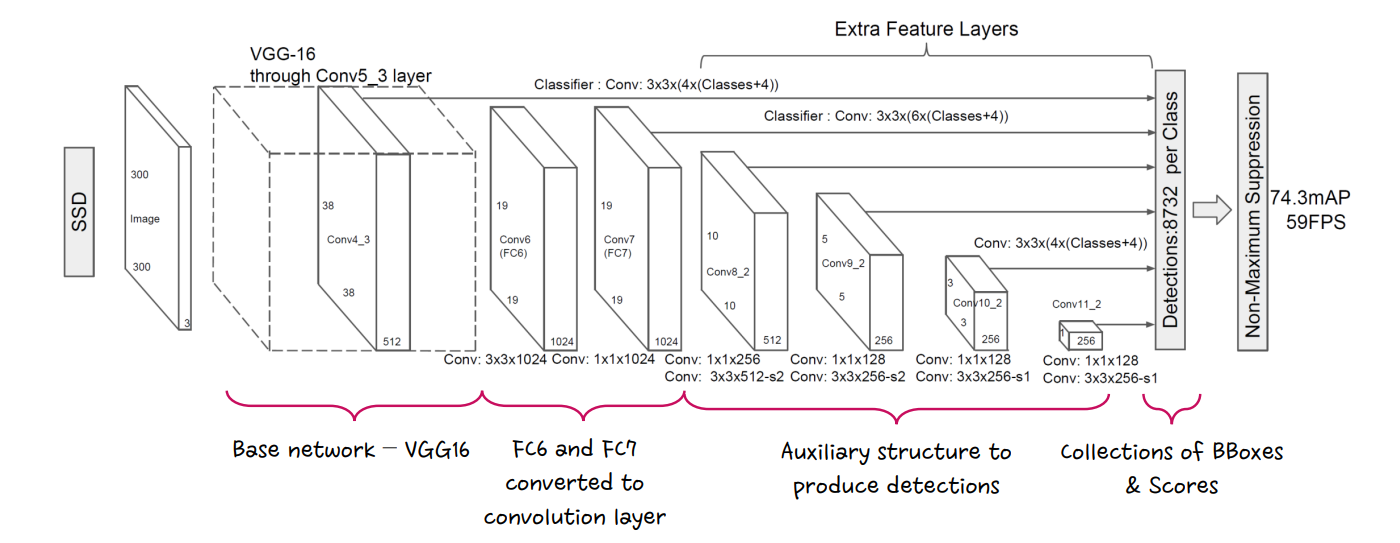 Extra Feature Layers
VGG-16
through Conv5_3 layer
Classifier : Conv: 3x3x(4x(Classes+4))
Classifier : Conv: 3x3x(6x(Classes+4))
SSD
300
Image
300
3
38
Conv4_3
38
512
19
Conv6
(FC6)
19
1024
19
Conv7
(FC7)
19
1024
10
Conv8_2
10
512
5
Conv9_2
5
256
Conv: 3x3x(4x(Classes+4))
3
Conv10_2
3
256
Conv11_2
1
256
Detections:8732 per Class
Non-Maximum Suppression
74.3mAP
59FPS
Conv: 3x3x1024
Conv: 1x1x1024
Conv: 1x1x256
Conv: 3x3x512-s2
Conv: 1x1x128
Conv: 3x3x256-s2
Conv: 1x1x128
Conv: 3x3x256-s1
Conv: 1x1x128
Conv: 3x3x256-s1
Base network – VGG16
FC6 and FC7
converted to
convolution layer
Auxiliary structure to
produce detections
Collections of BBoxes
& Scores